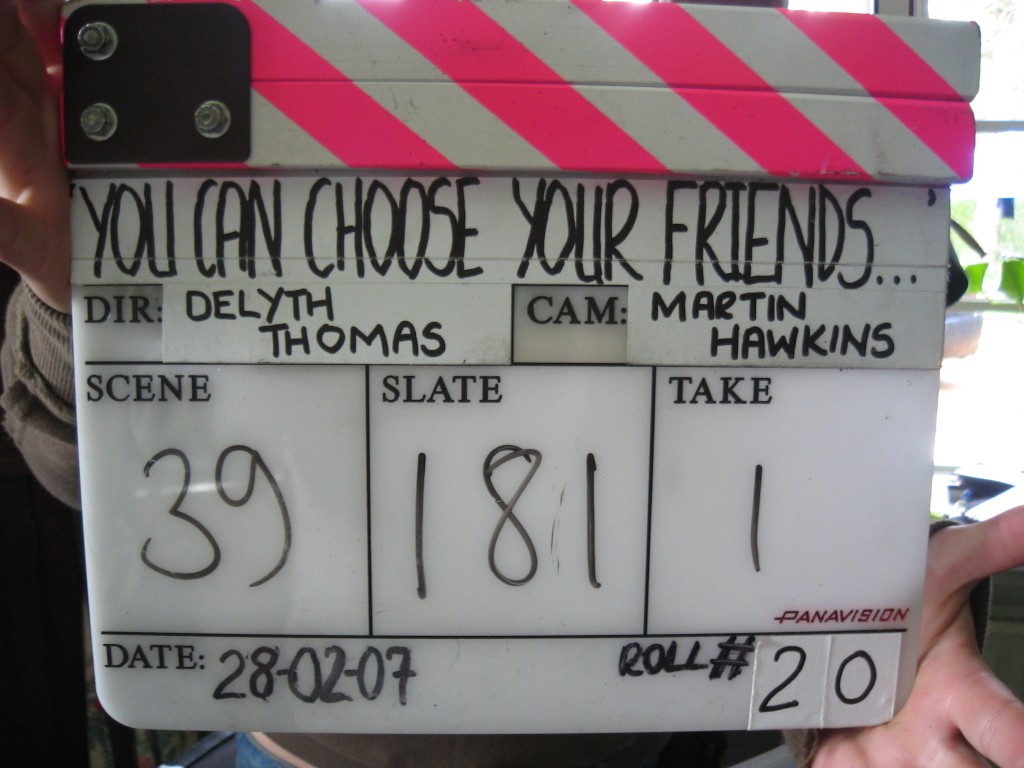 'YOU CAN CHOOSE YOUR FRIENDS...'
DIR: DELYTH THOMAS
CAM: MARTIN HAWKINS
SCENE
39
SLATE
181
TAKE
1
PANAVISION
DATE: 28-02-07
ROLL # 20